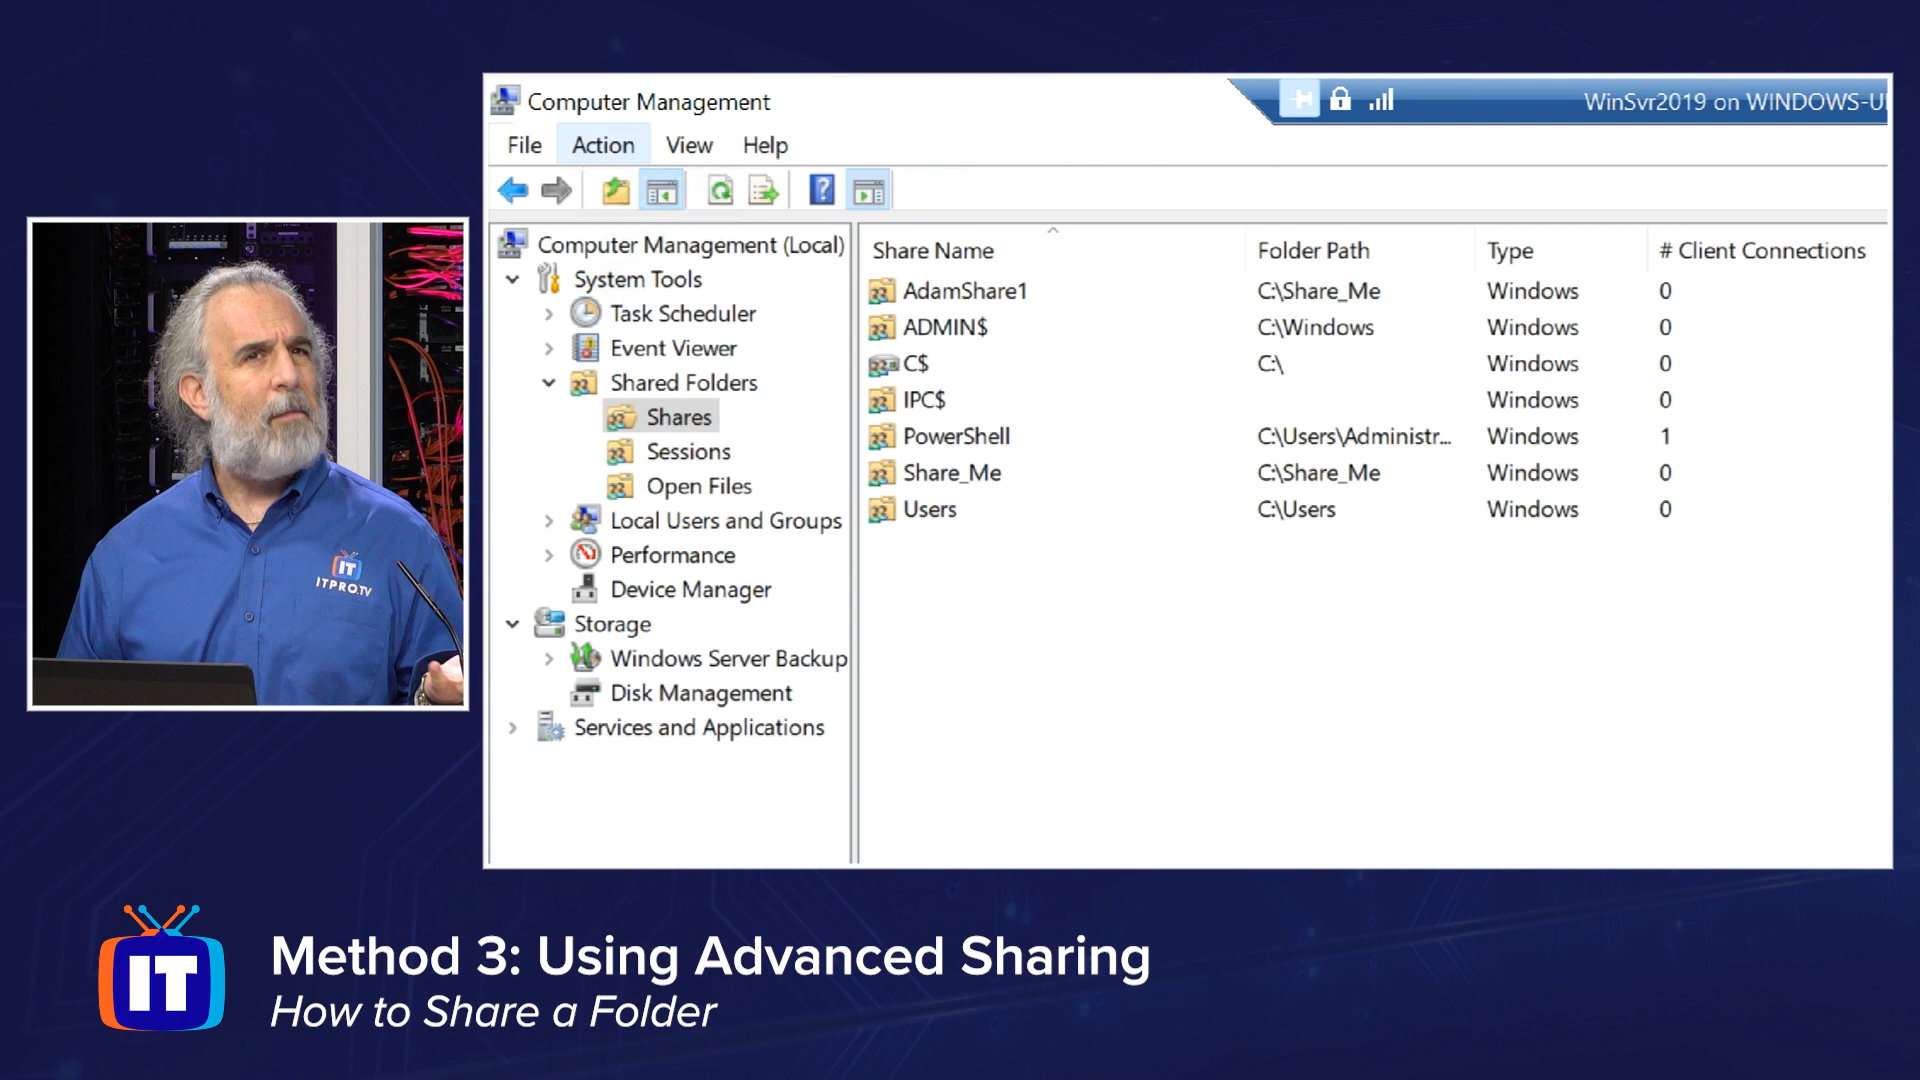 Computer Management
WinSvr2019 on WINDOWS-U
File Action View Help
Computer Management (Local)
System Tools
Task Scheduler
Event Viewer
Shared Folders
Shares
Sessions
Open Files
Local Users and Groups
Performance
Device Manager
Storage
Windows Server Backup
Disk Management
Services and Applications
Share Name Folder Path Type # Client Connections
AdamShare1 C:\Share_Me Windows 0
ADMIN$ C:\Windows Windows 0
C$ C:\ Windows 0
IPC$ Windows 0
PowerShell C:\Users\Administr... Windows 1
Share_Me C:\Share_Me Windows 0
Users C:\Users Windows 0
IT
ITPRO.TV
IT
Method 3: Using Advanced Sharing
How to Share a Folder